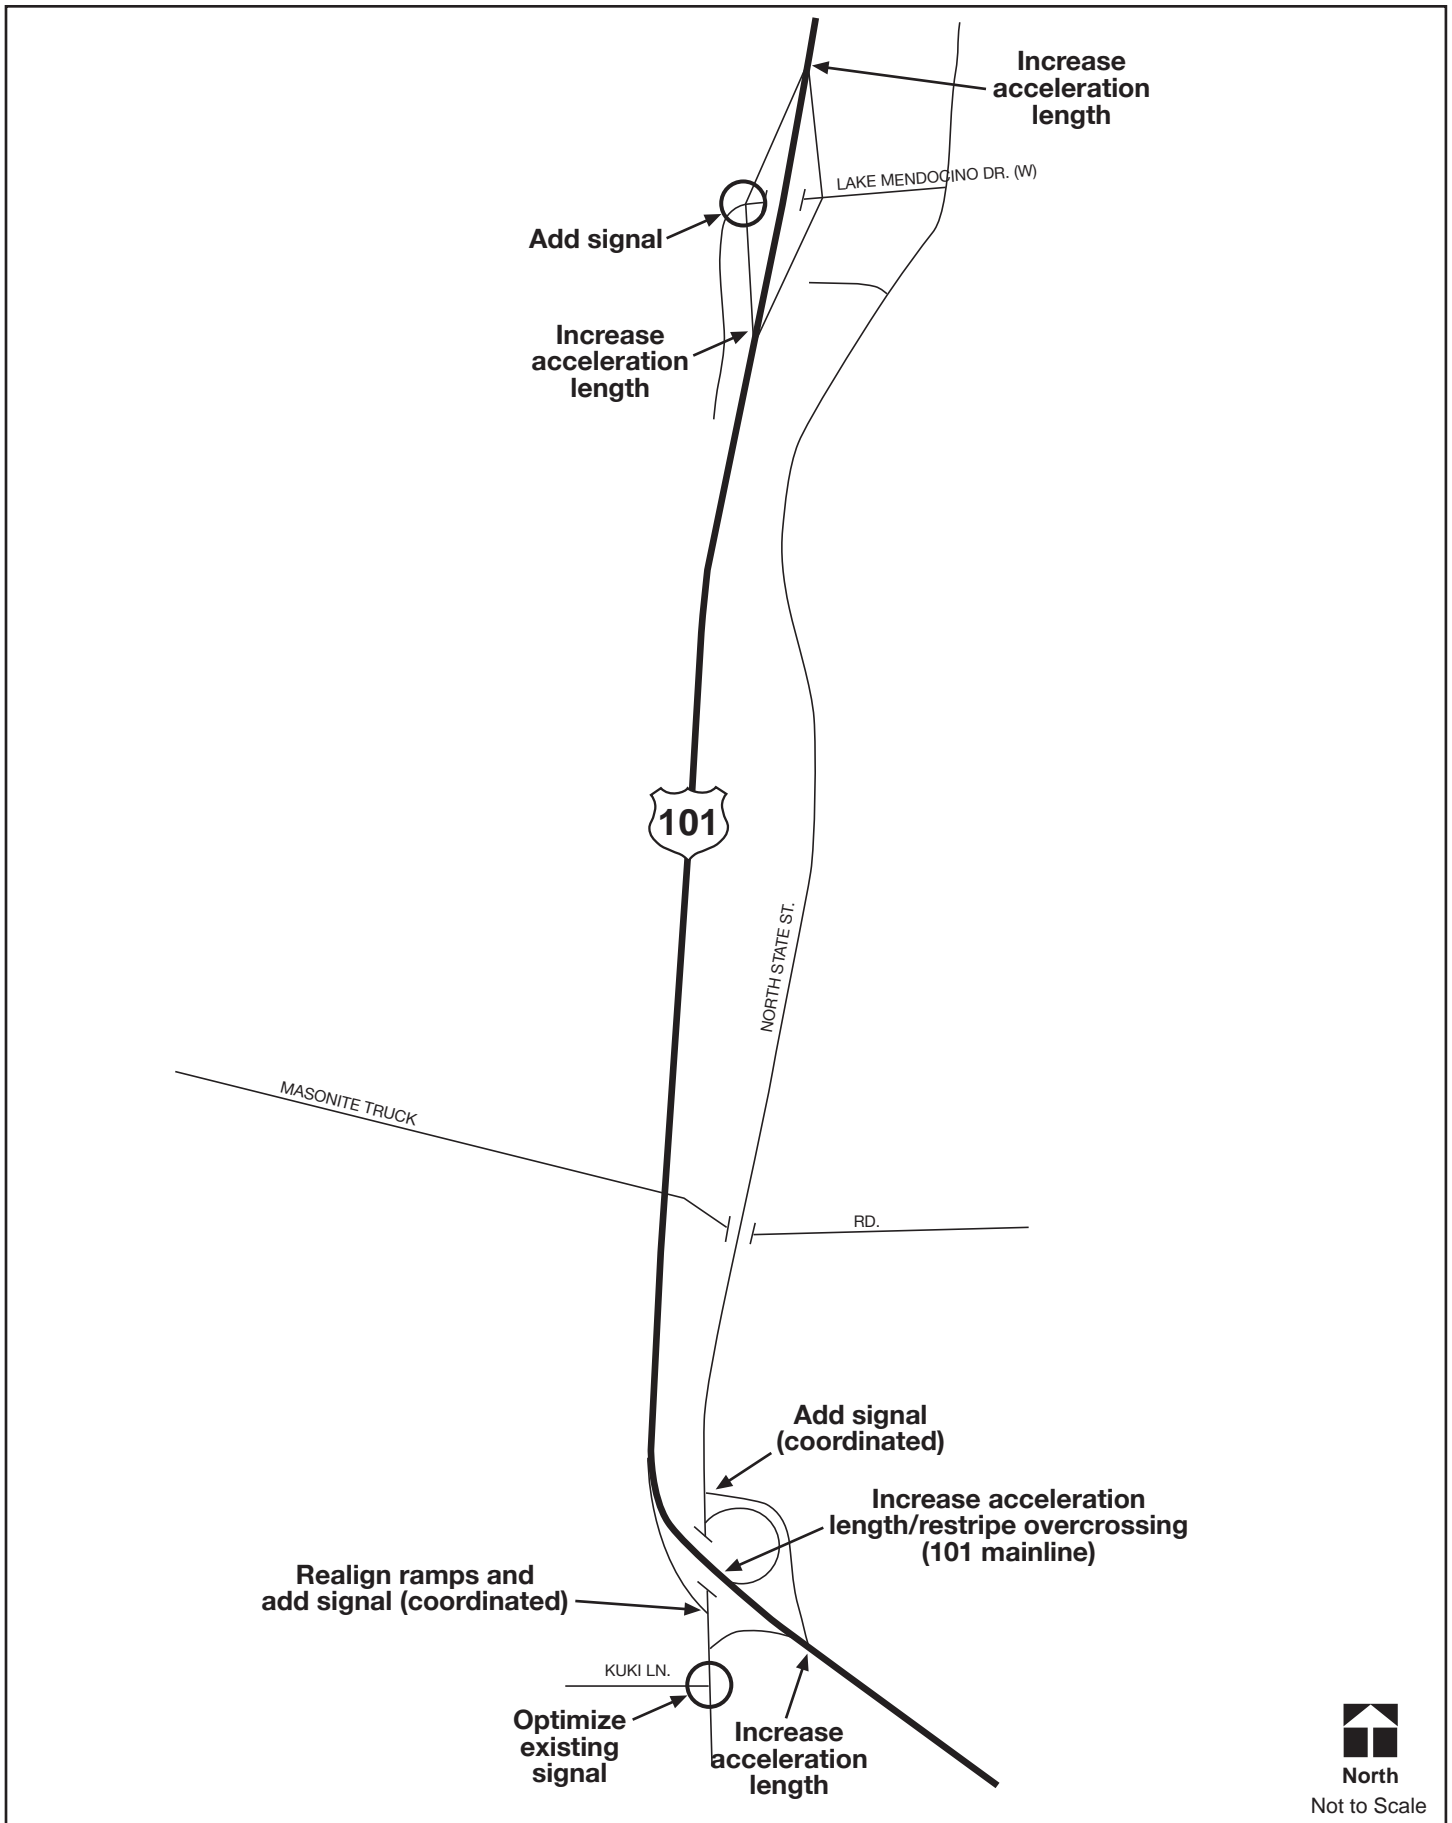 Increase
acceleration
length
LAKE MENDOCINO DR. (W)
Add signal
Increase
acceleration
length
101
NORTH STATE ST.
MASONITE TRUCK
RD.
Add signal
(coordinated)
Increase acceleration
length/restripe overcrossing
(101 mainline)
Realign ramps and
add signal (coordinated)
KUKI LN.
Optimize
existing
signal
Increase
acceleration
length
North
Not to Scale